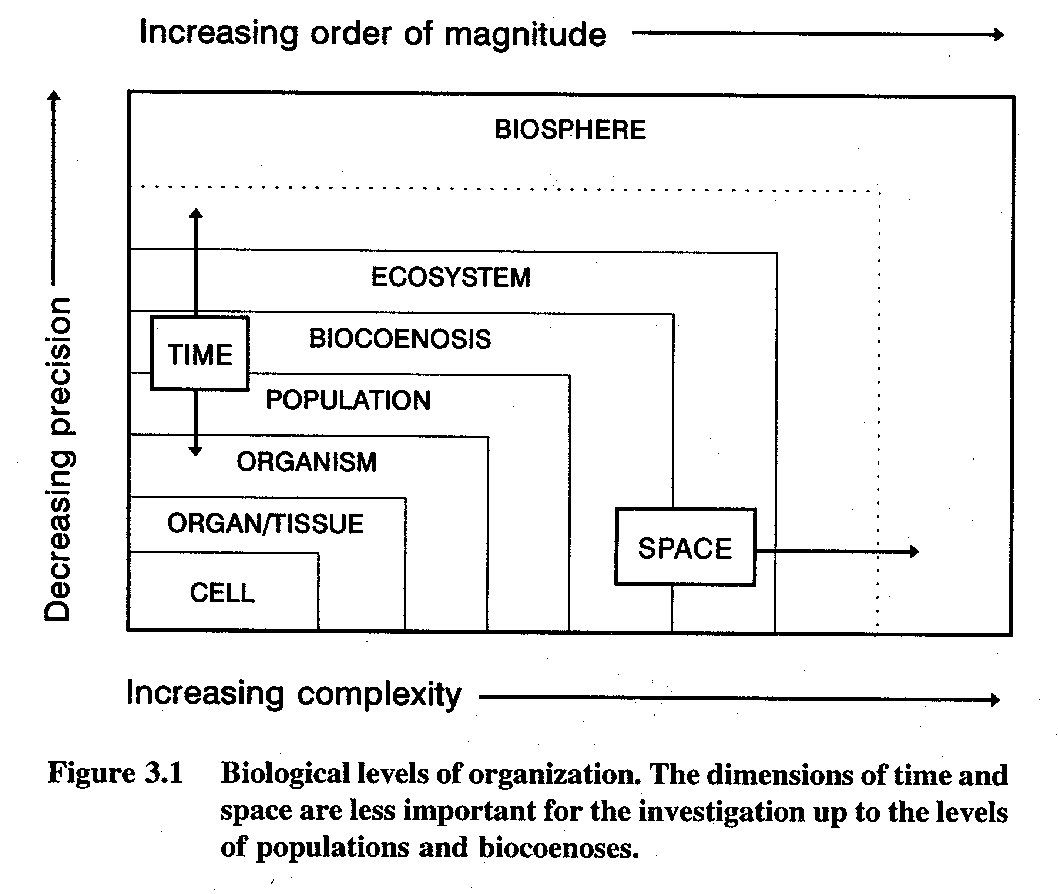 Increasing order of magnitude
Decreasing precision
BIOSPHERE
ECOSYSTEM
BIOCOENOSIS
TIME
POPULATION
ORGANISM
ORGAN/TISSUE
SPACE
CELL
Increasing complexity
Figure 3.1 Biological levels of organization. The dimensions of time and
space are less important for the investigation up to the levels
of populations and biocoenoses.